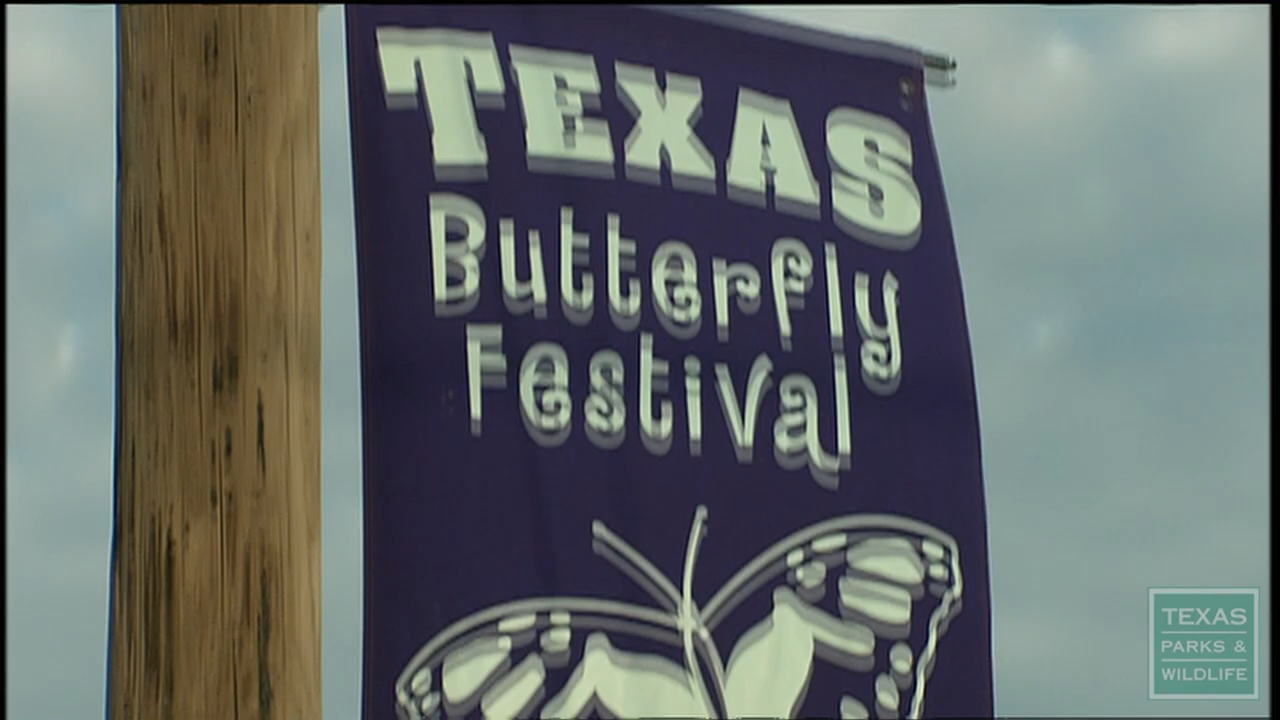 TEXAS
Butterfly
Festival
TEXAS
PARKS &
WILDLIFE